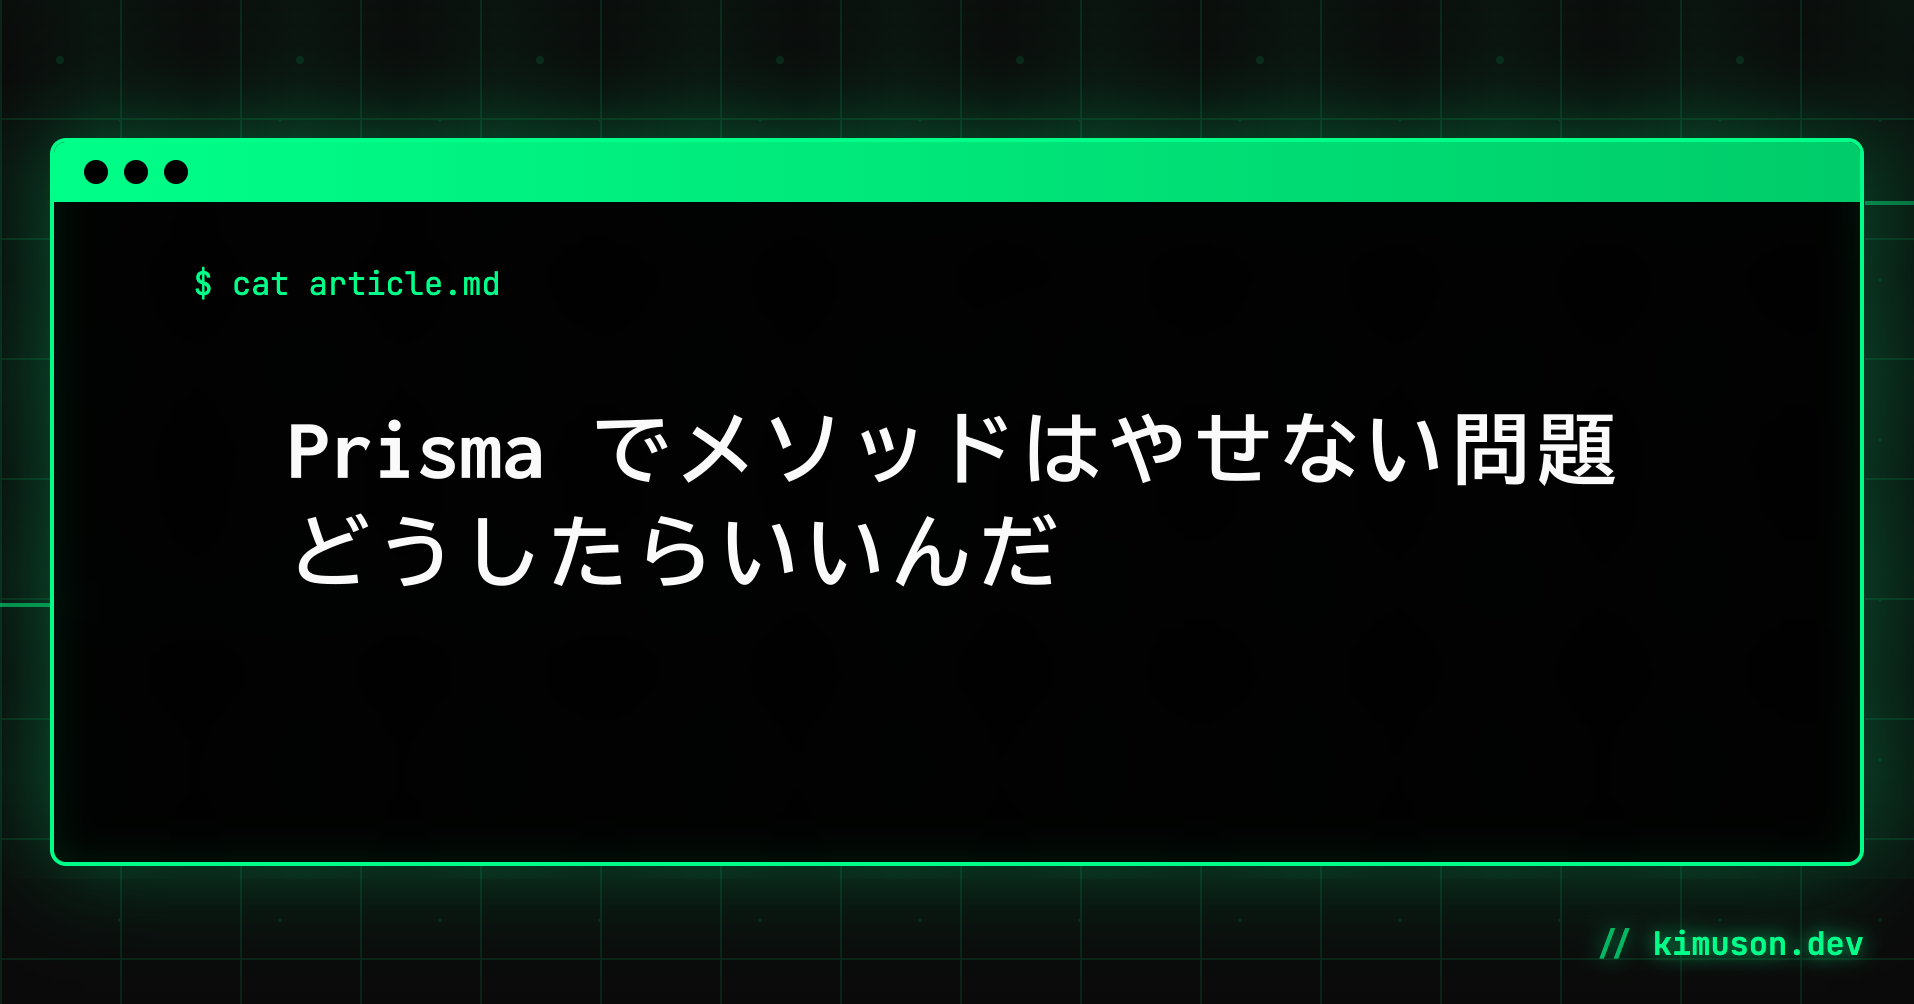 $ cat article.md
Prisma でメソッドはやせない問題
どうしたらいいんだ
// kimuson.dev